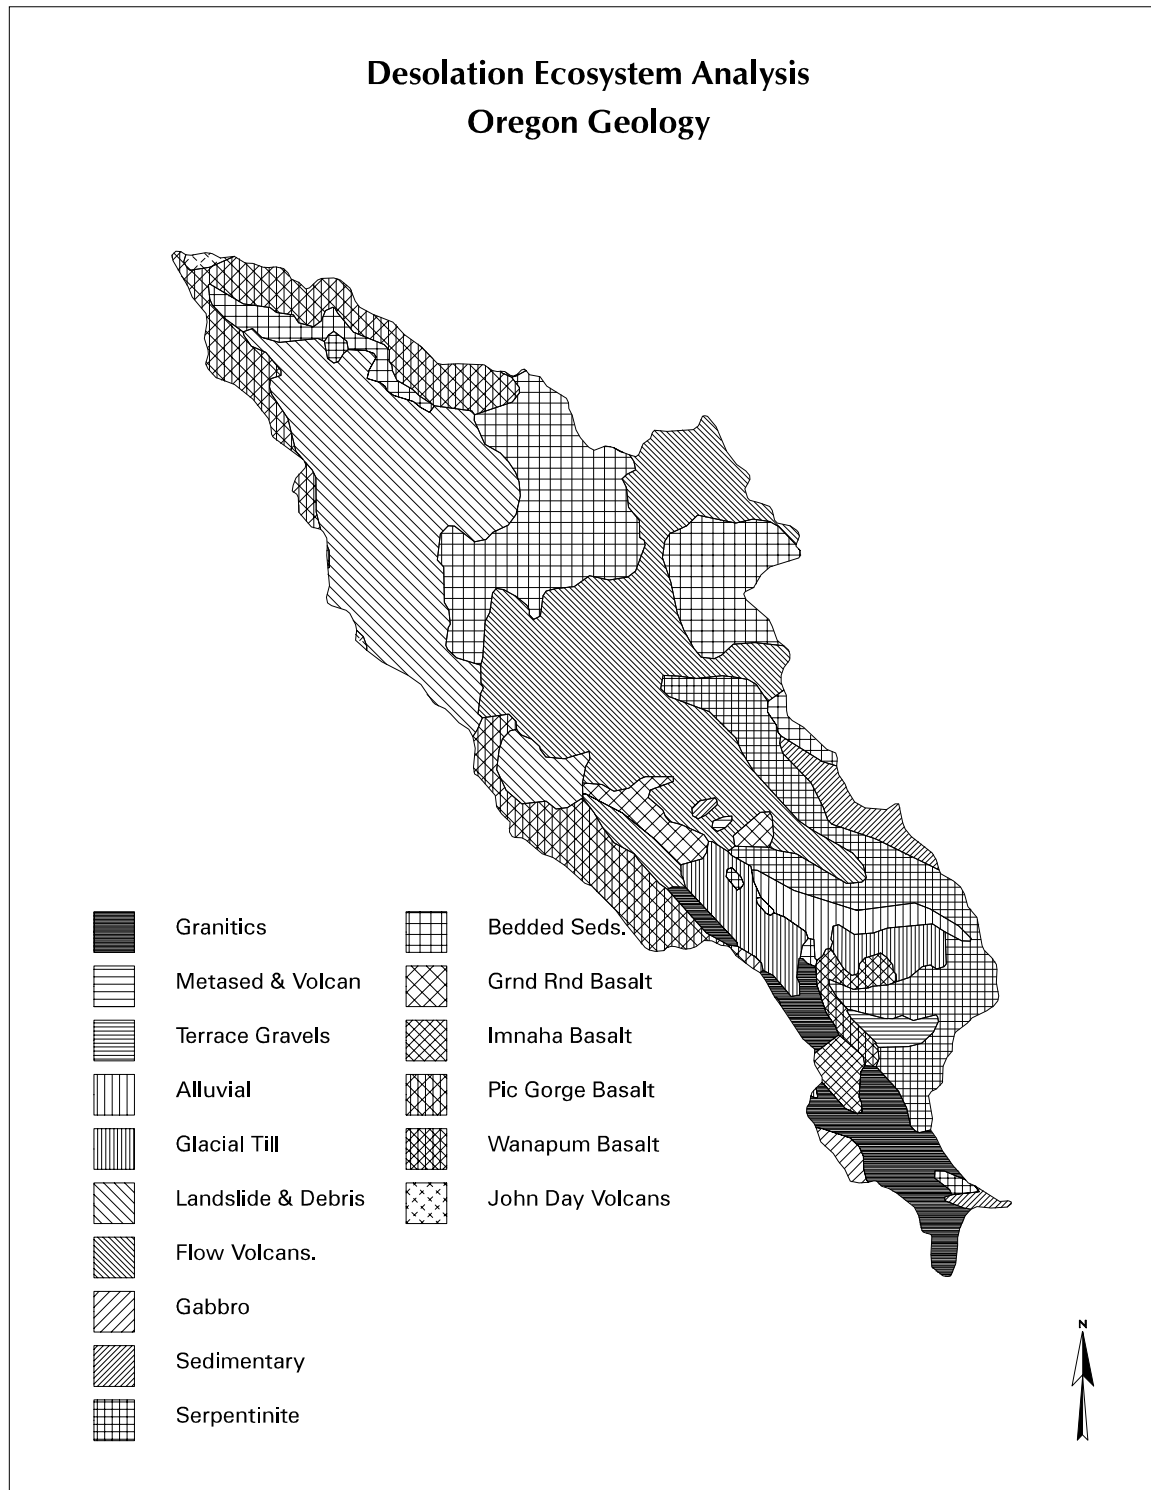 Desolation Ecosystem Analysis
Oregon Geology
Granitics
Metased & Volcan
Terrace Gravels
Alluvial
Glacial Till
Landslide & Debris
Flow Volcans.
Gabbro
Sedimentary
Serpentinite
Bedded Seds.
Grnd Rnd Basalt
Imnaha Basalt
Pic Gorge Basalt
Wanapum Basalt
John Day Volcans
N